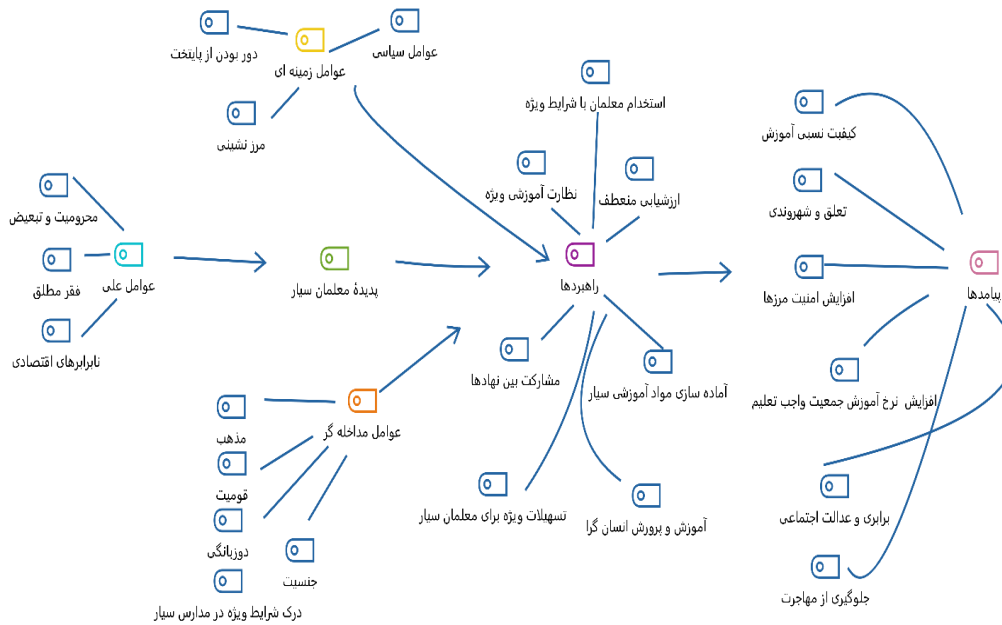 دور بودن از پایتخت
عوامل سیاسی
عوامل زمینه ای
مرز نشینی
استخدام معلمان با شرایط ویژه
نظارت آموزشی ویژه
ارزشیابی منعطف
راهبردها
محرومیت و تبعیض
عوامل علی
فقر مطلق
نابرابرهای اقتصادی
پدیدۀ معلمان سیار
مشارکت بین نهادها
آماده سازی مواد آموزشی سیار
تسهیلات ویژه برای معلمان سیار
آموزش و پرورش انسان گرا
عوامل مداخله گر
مذهب
قومیت
دوزبانگی
جنسیت
درک شرایط ویژه در مدارس سیار
کیفیت نسبی آموزش
تعلق و شهروندی
افزایش امنیت مرزها
پیامدها
افزایش نرخ آموزش جمعیت واجب تعلیم
برابری و عدالت اجتماعی
جلوگیری از مهاجرت